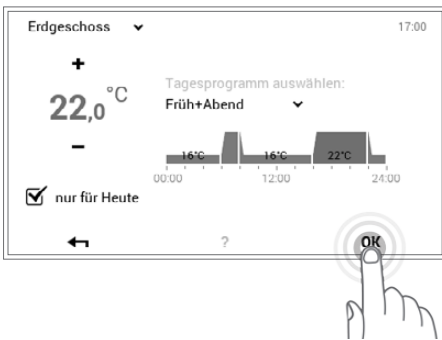 Erdgeschoss
17:00
+
22,0°C
−
Tagesprogramm auswählen:
Früh+Abend
16°C 16°C 22°C
00:00 12:00 24:00
nur für Heute
? OK